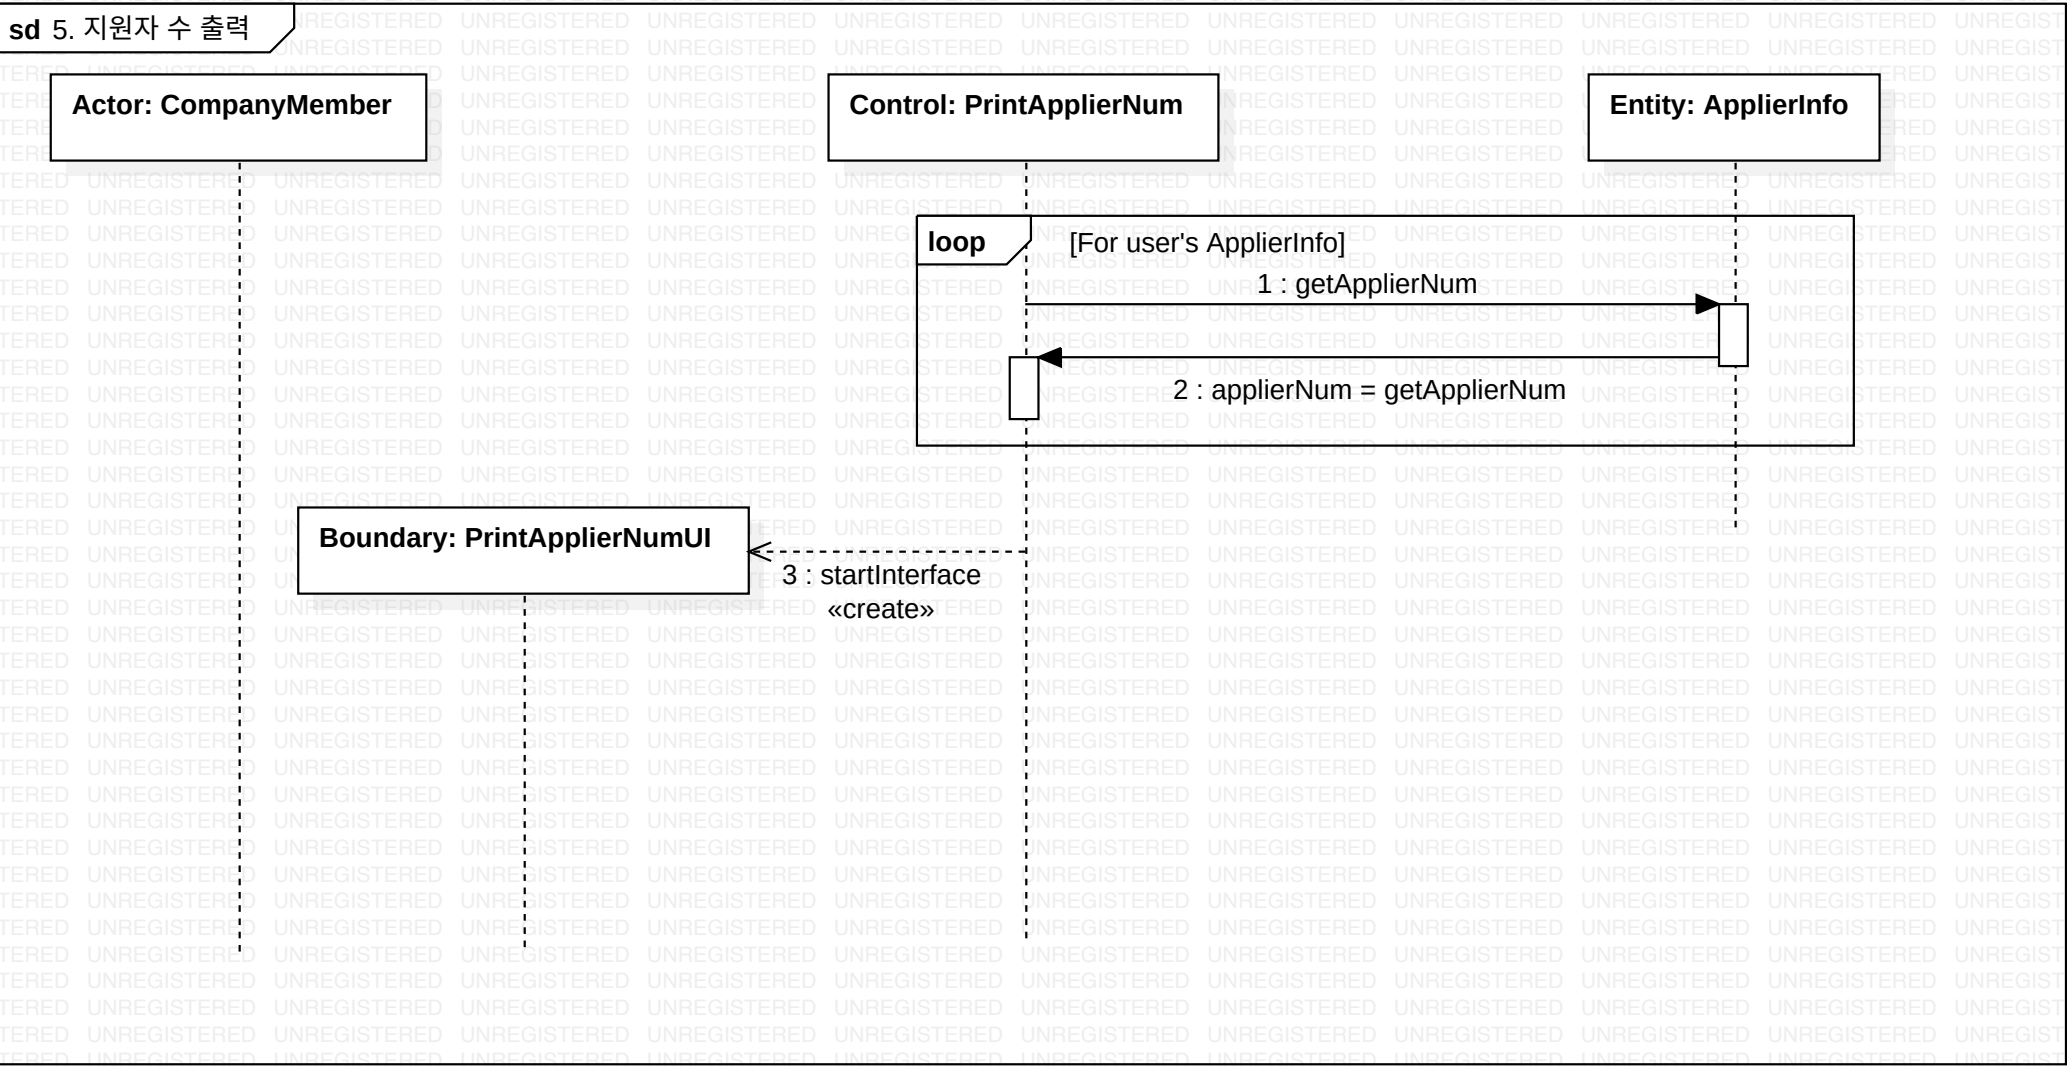 sd 5. 지원자 수 출력
Actor: CompanyMember
Control: PrintApplierNum
Entity: ApplierInfo
loop [For user's ApplierInfo]
1 : getApplierNum
2 : applierNum = getApplierNum
Boundary: PrintApplierNumUI
3 : startInterface
«create»
UNREGISTERED